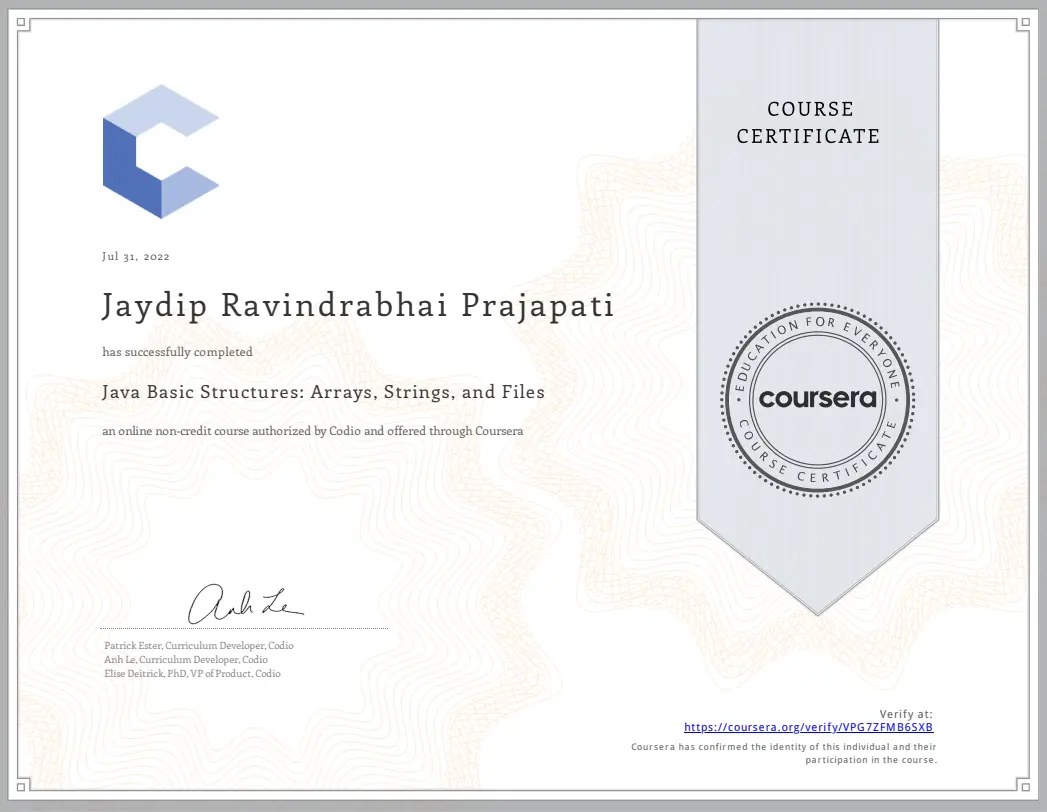 COURSE
CERTIFICATE
Jul 31, 2022
Jaydip Ravindrabhai Prajapati
has successfully completed
Java Basic Structures: Arrays, Strings, and Files
an online non-credit course authorized by Codio and offered through Coursera
EDUCATION FOR EVERYONE
coursera
COURSE CERTIFICATE
Anh Le
Patrick Ester, Curriculum Developer, Codio
Anh Le, Curriculum Developer, Codio
Elise Deitrick, PhD, VP of Product, Codio
Verify at:
https://coursera.org/verify/VPG7ZFMB6SXB
Coursera has confirmed the identity of this individual and their
participation in the course.